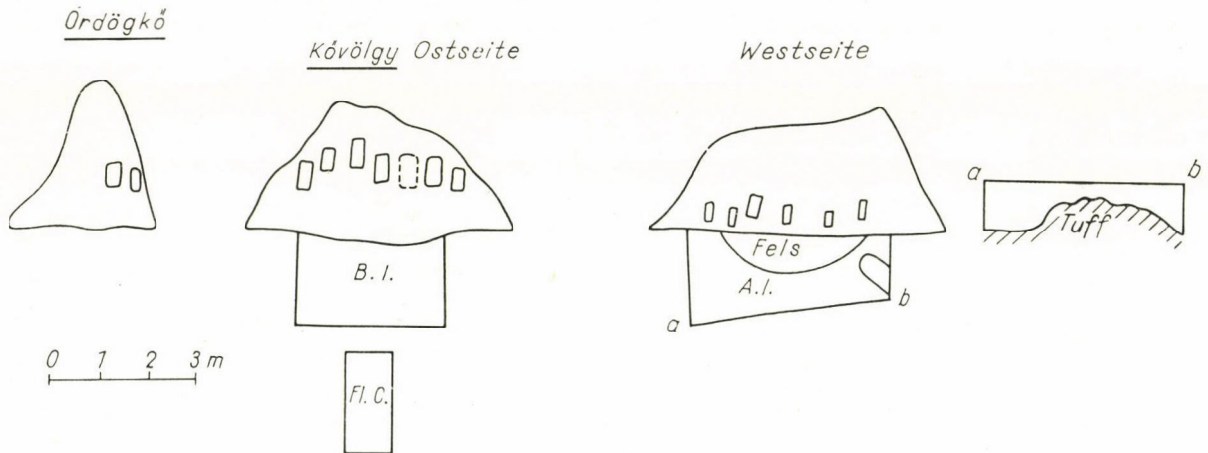 Ördögkő
Kővölgy Ostseite
Westseite
a
b
Tuff
Fels
B. I.
A. I.
a
b
0 1 2 3 m
Fl. C.